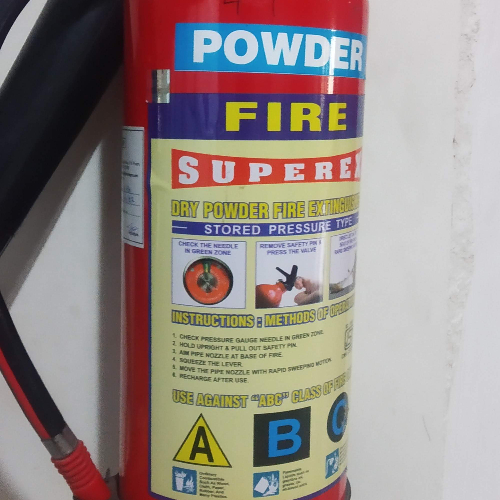 POWDER
FIRE
SUPEREX
DRY POWDER FIRE
STORED PRESSURE TYPE
CHECK THE NEEDLE
IN GREEN ZONE
REMOVE SAFETY PIN &
PRESS THE VALVE
INSTRUCTIONS : METHODS OF
1. CHECK PRESSURE GAUGE NEEDLE IN GREEN ZONE.
2. HOLD UPRIGHT & PULL OUT SAFETY PIN.
3. AIM PIPE NOZZLE AT BASE OF FIRE.
4. SQUEEZE THE LEVER.
5. MOVE THE PIPE NOZZLE WITH RAPID SWEEPING MOTION.
6. RECHARGE AFTER USE.
USE AGAINST "ABC" CLASS OF
A B C